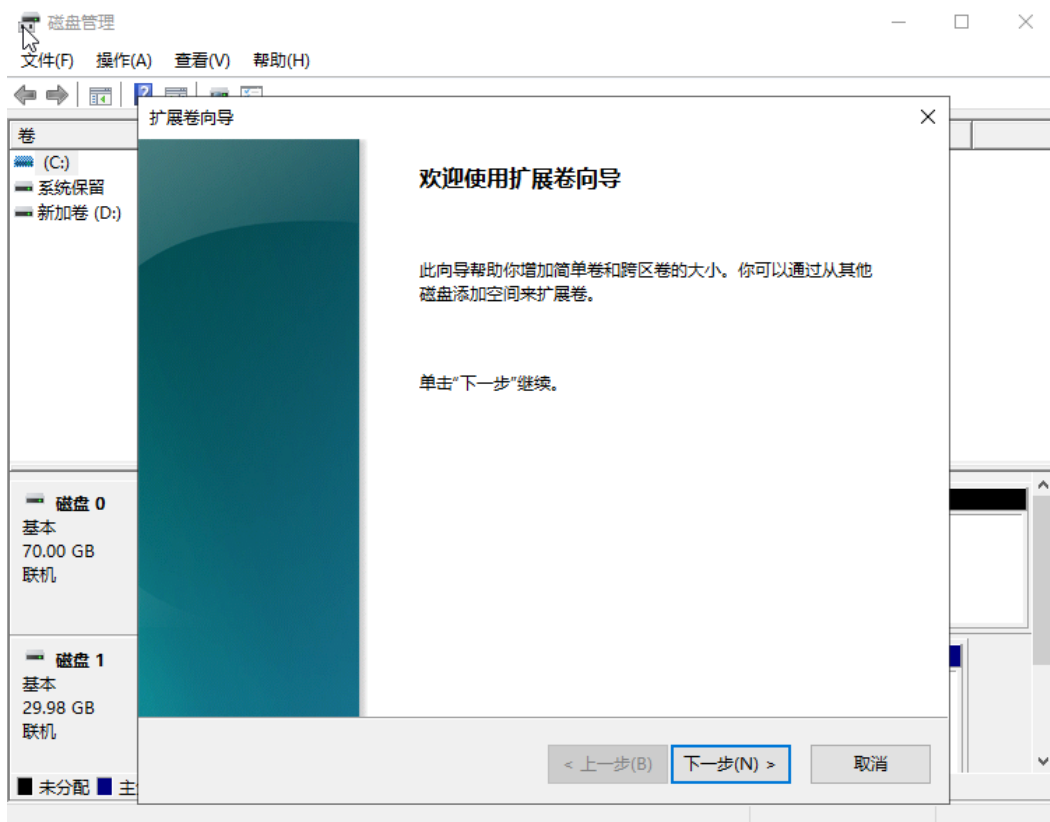 磁盘管理
文件(F) 操作(A) 查看(V) 帮助(H)
扩展卷向导
卷
(C:)
系统保留
新加卷 (D:)
欢迎使用扩展卷向导
此向导帮助你增加简单卷和跨区卷的大小。你可以通过从其他
磁盘添加空间来扩展卷。
单击“下一步”继续。
磁盘 0
基本
70.00 GB
联机
磁盘 1
基本
29.98 GB
联机
< 上一步(B) 下一步(N) > 取消
未分配 主